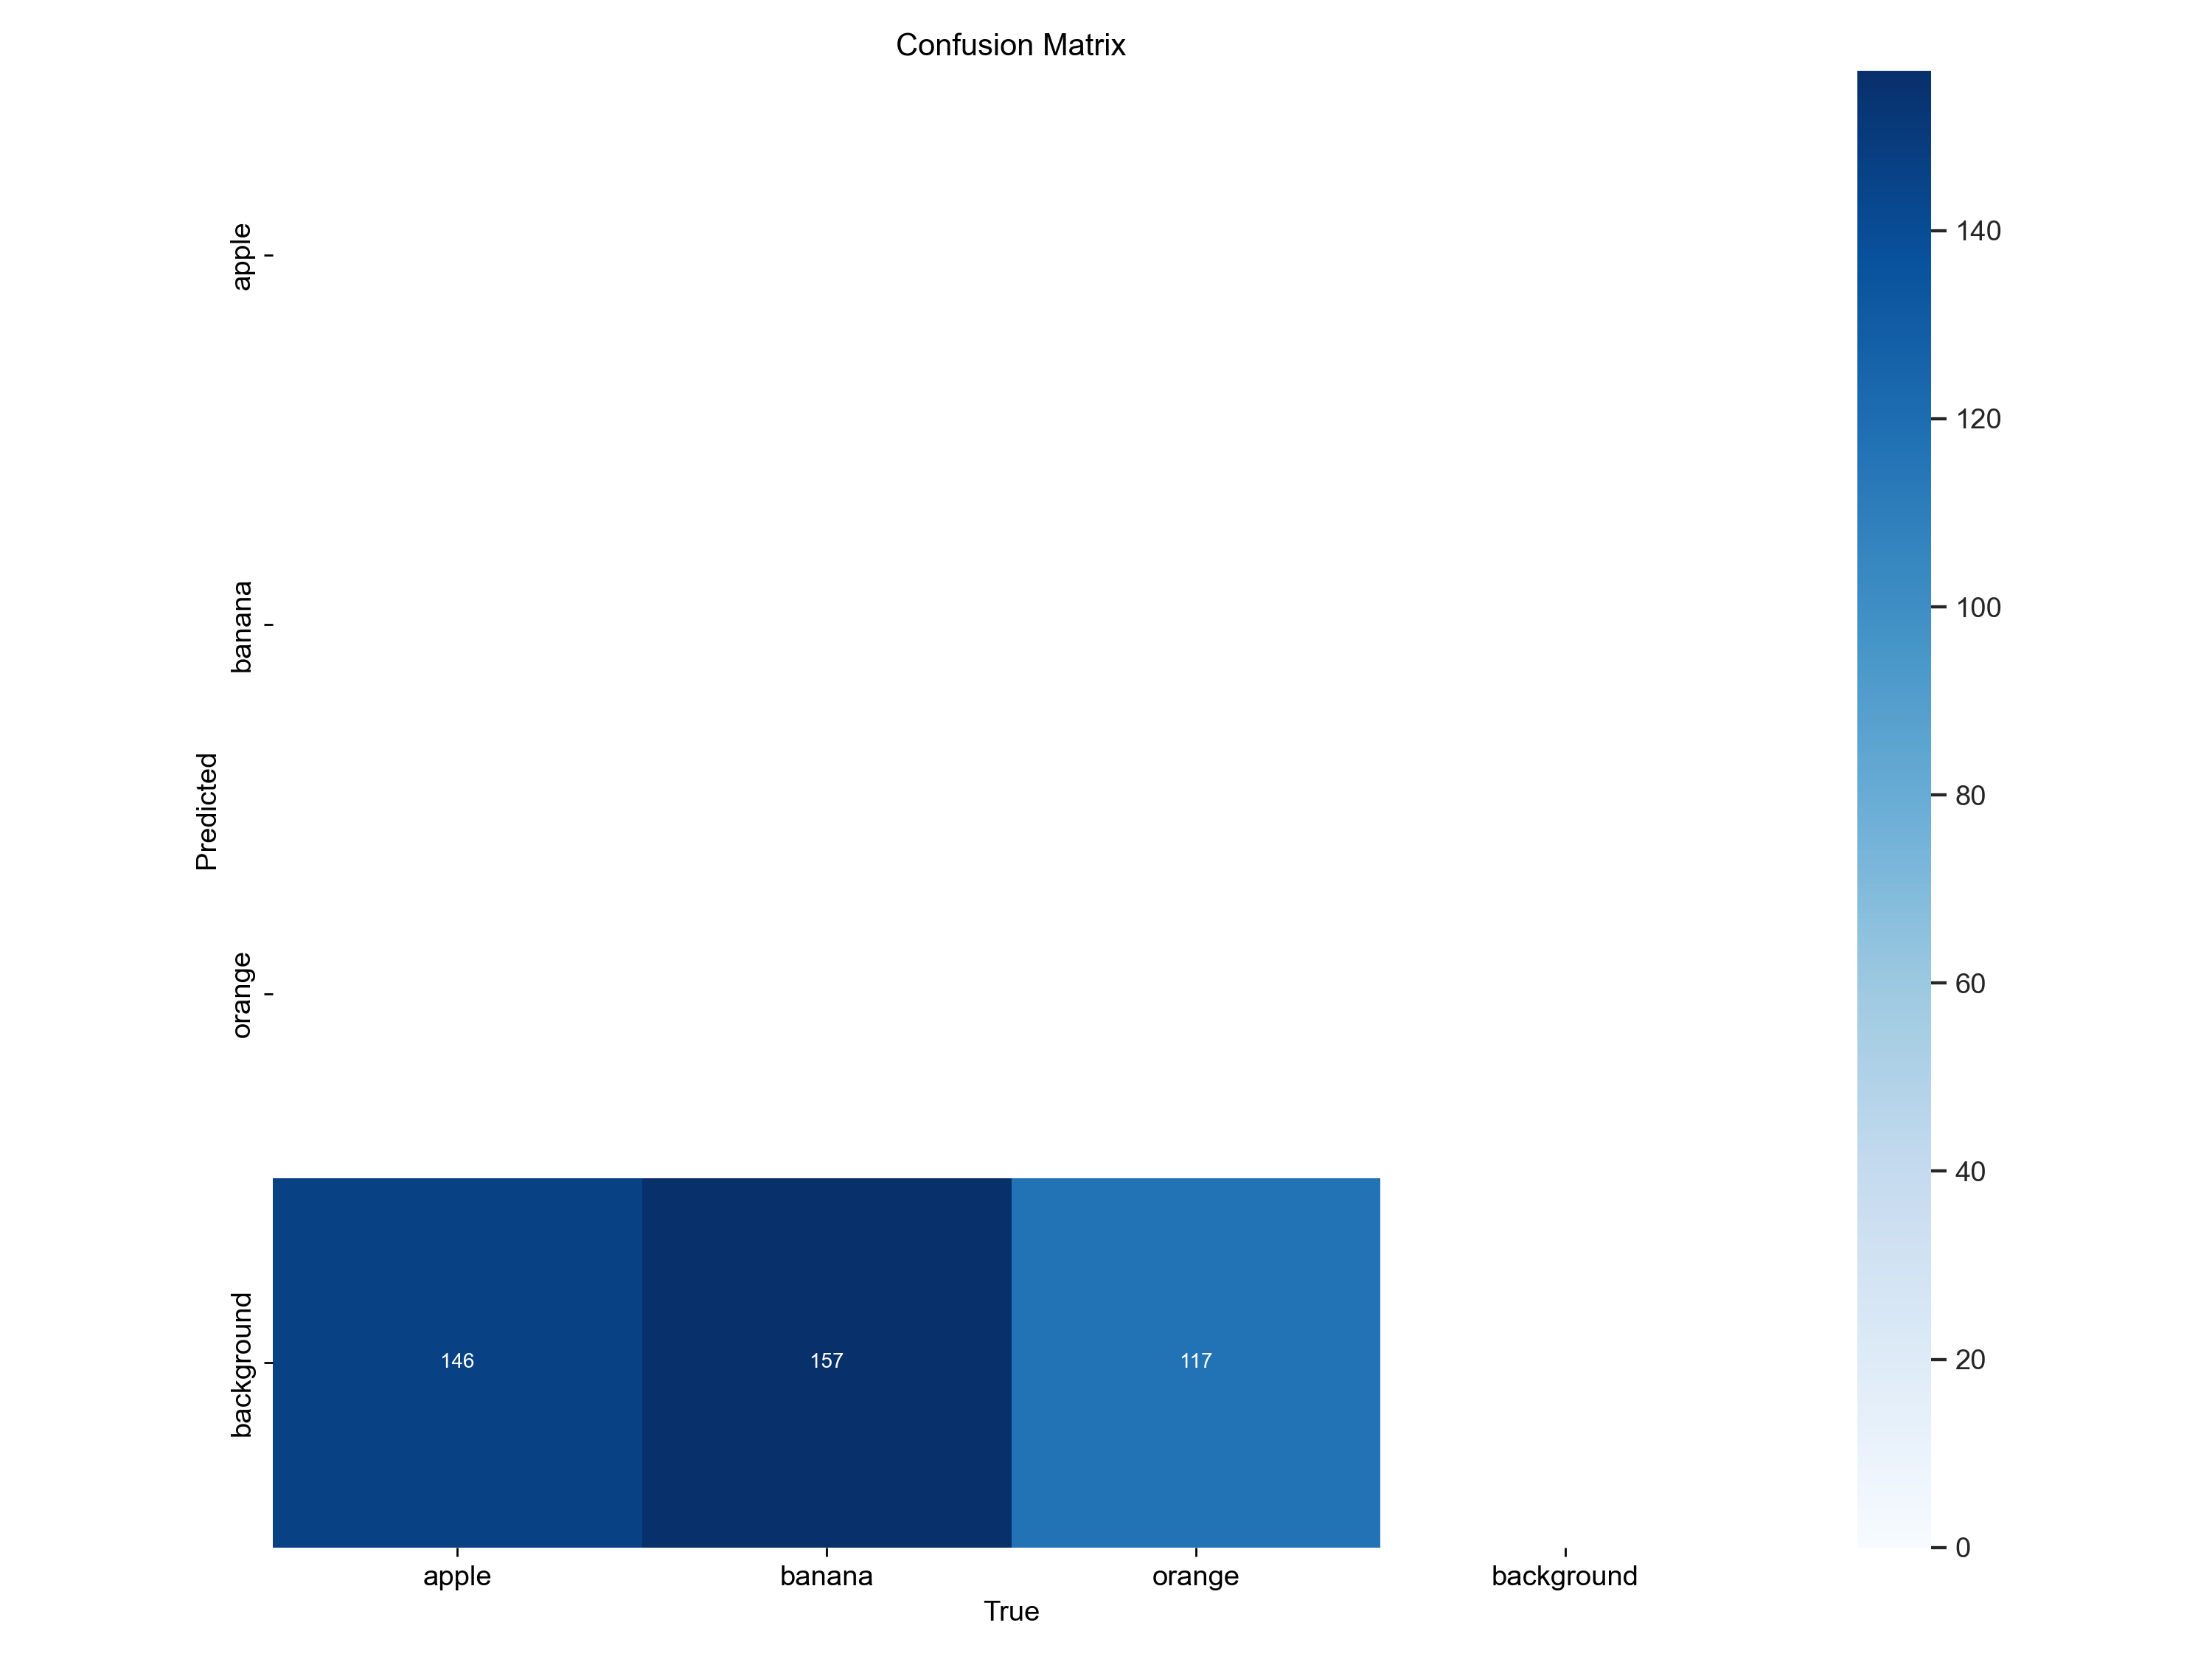 Confusion Matrix
apple
banana
orange
background
Predicted
146
157
117
apple
banana
orange
background
True
140
120
100
80
60
40
20
0